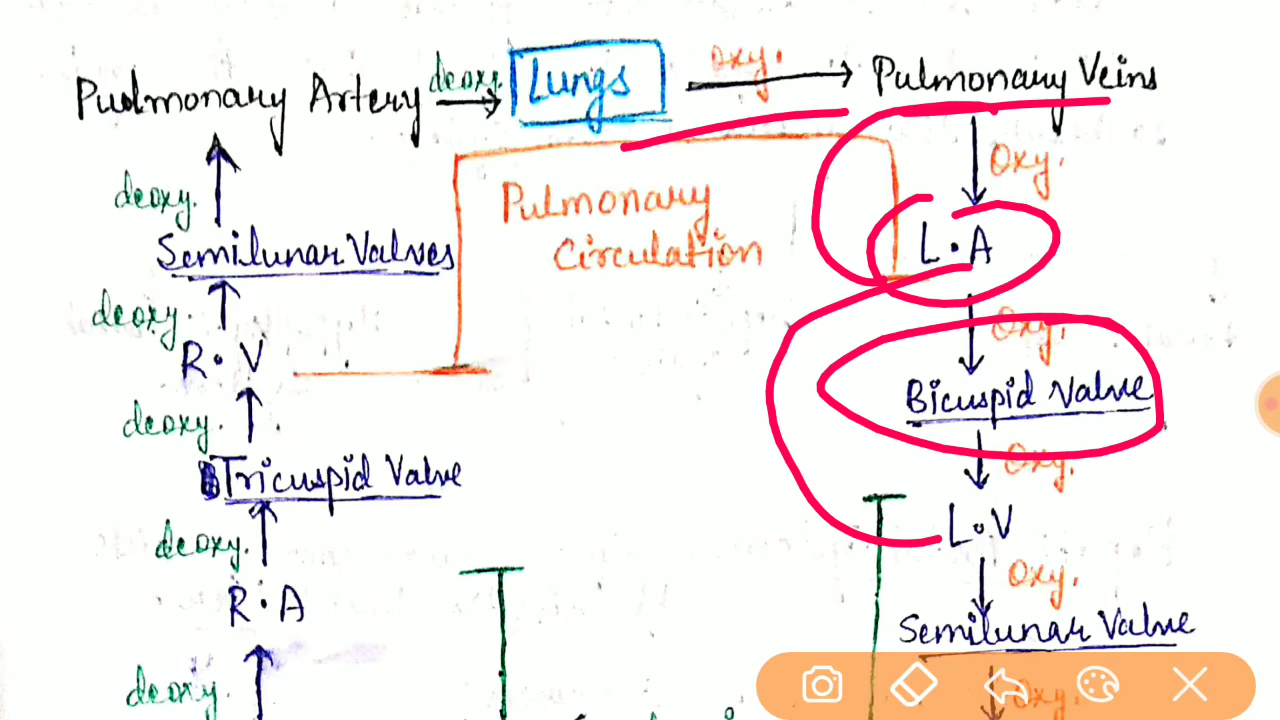 Pulmonary Artery deoxy. Lungs oxy. Pulmonary Veins
deoxy.
Oxy.
Pulmonary
Circulation
Semilunar Valves
L.A
deoxy.
Oxy.
R.V
Bicuspid Valve
deoxy.
Oxy.
Tricuspid Valve
L.V
deoxy.
Oxy.
R.A
Semilunar Valve
deoxy.
Oxy.